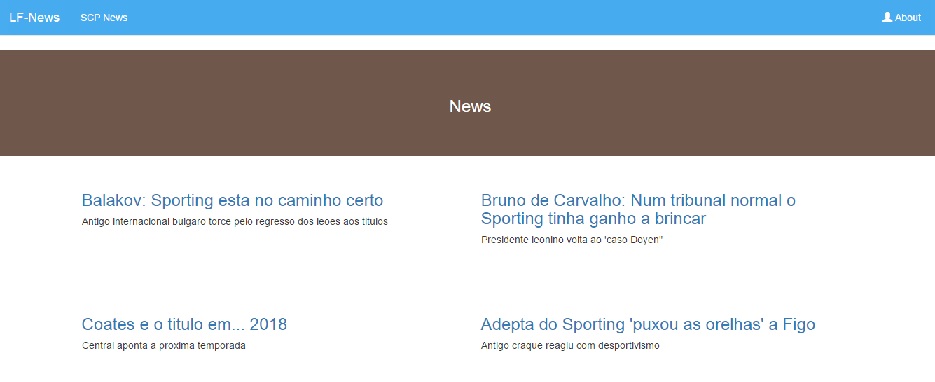 LF-News
SCP News
About
News
Balakov: Sporting esta no caminho certo
Antigo internacional bulgaro torce pelo regresso dos leoes aos titulos
Bruno de Carvalho: Num tribunal normal o
Sporting tinha ganho a brincar
Presidente leonino volta ao 'caso Doyen''
Coates e o titulo em... 2018
Central aponta a proxima temporada
Adepta do Sporting 'puxou as orelhas' a Figo
Antigo craque reagiu com desportivismo